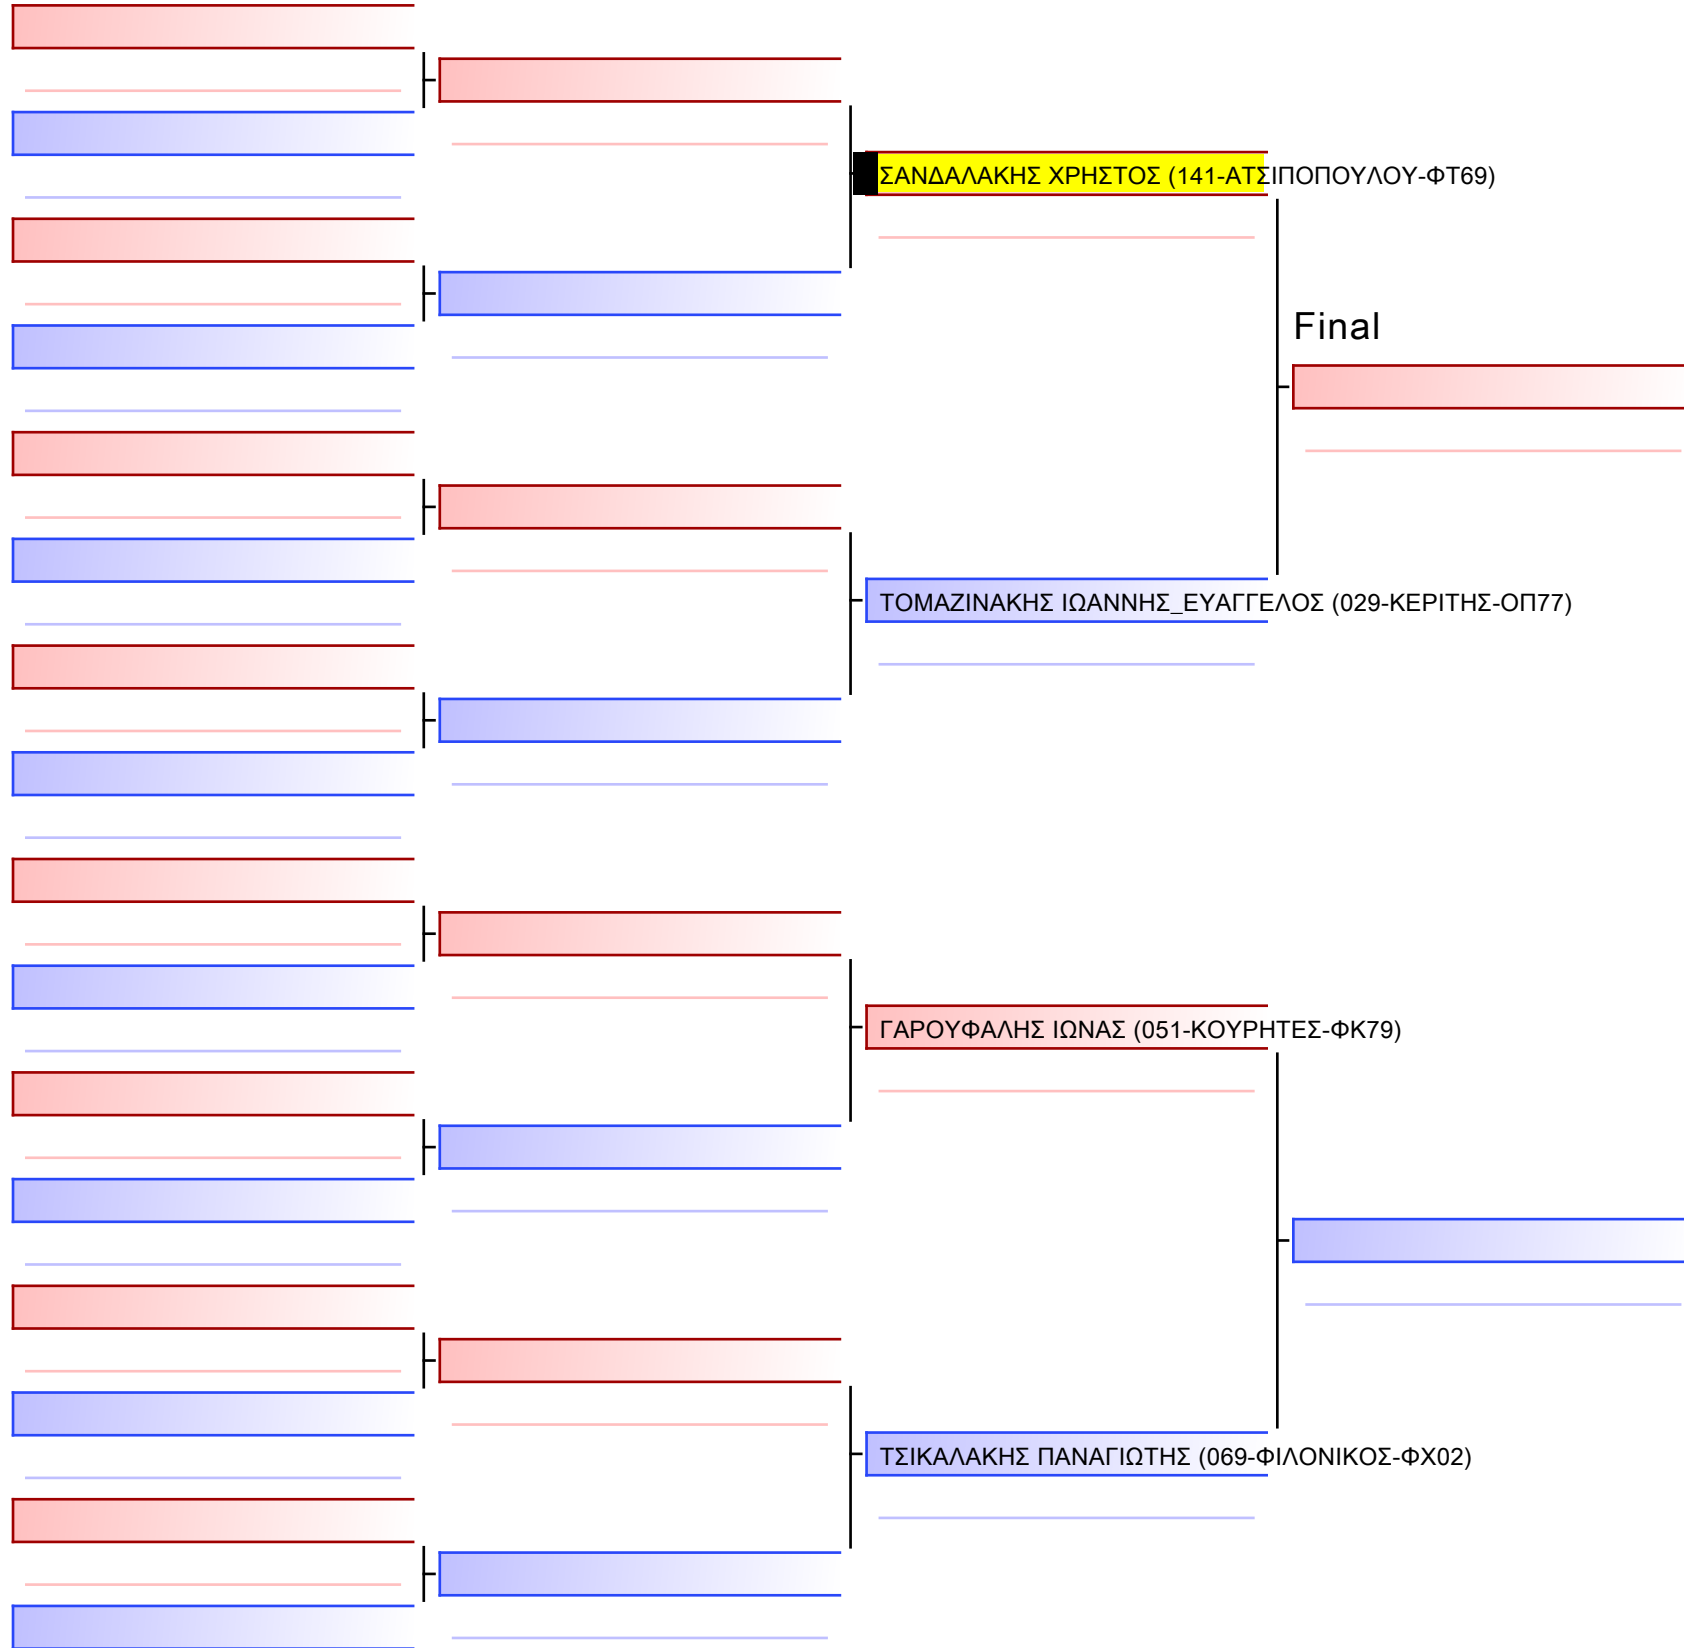 ΣΑΝΔΑΛΑΚΗΣ ΧΡΗΣΤΟΣ (141-ΑΤΣΙΠΟΠΟΥΛΟΥ-ΦΤ69)
Final
ΤΟΜΑΖΙΝΑΚΗΣ ΙΩΑΝΝΗΣ_ΕΥΑΓΓΕΛΟΣ (029-ΚΕΡΙΤΗΣ-ΟΠ77)
ΓΑΡΟΥΦΑΛΗΣ ΙΩΝΑΣ (051-ΚΟΥΡΗΤΕΣ-ΦΚ79)
ΤΣΙΚΑΛΑΚΗΣ ΠΑΝΑΓΙΩΤΗΣ (069-ΦΙΛΟΝΙΚΟΣ-ΦΧ02)